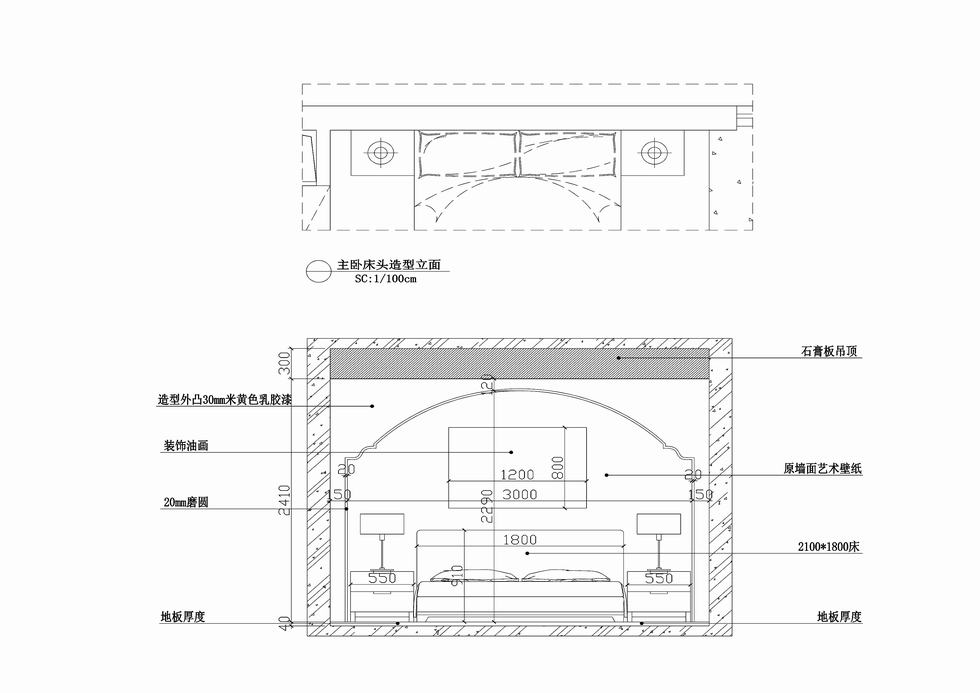 主卧床头造型立面
SC:1/100cm
300
石膏板吊顶
120
造型外凸30mm米黄色乳胶漆
装饰油画
800
20
1200
20
原墙面艺术壁纸
2410
150
3000
150
20mm磨圆
2290
1800
2100*1800床
550
910
550
地板厚度
地板厚度
40